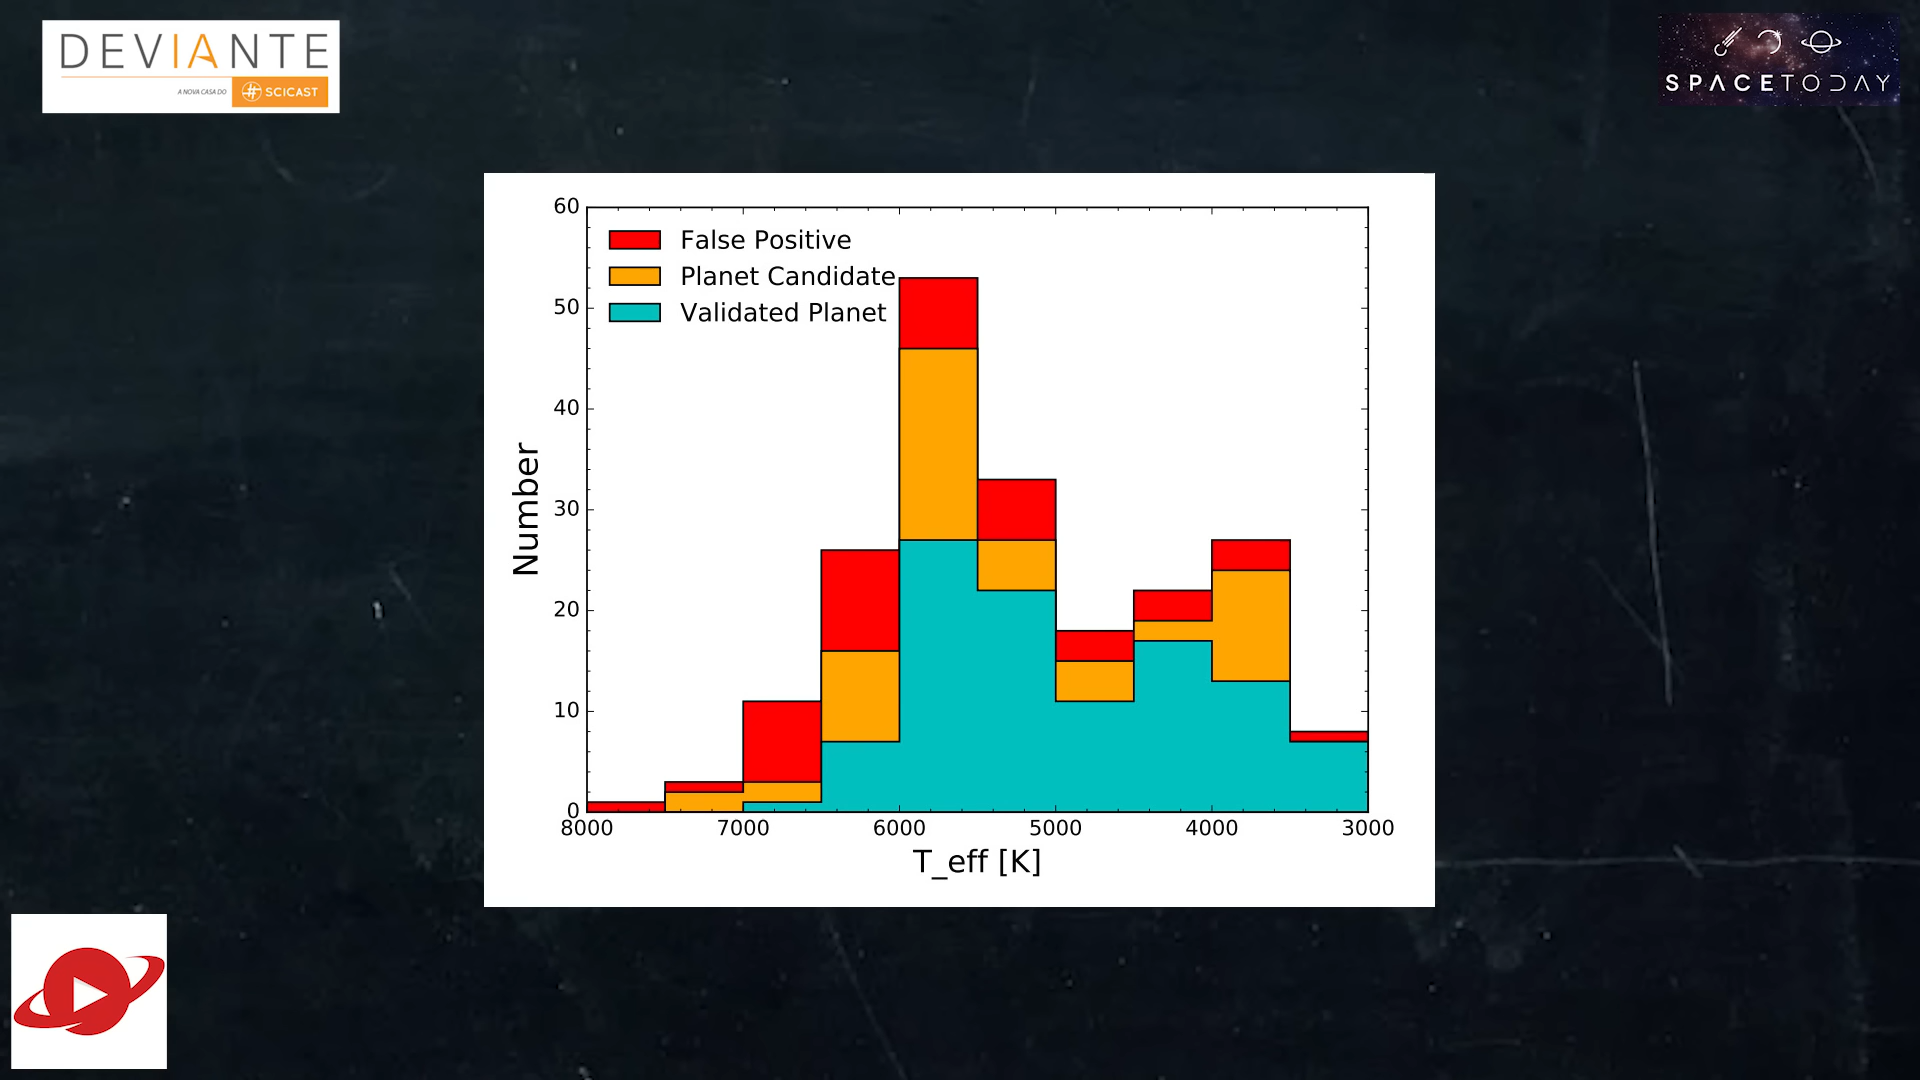 DEVIANTE
A NOVA CASA DO
# SCICAST
SPACETODAY
60
50
40
30
20
10
0
Number
False Positive
Planet Candidate
Validated Planet
8000 7000 6000 5000 4000 3000
T_eff [K]